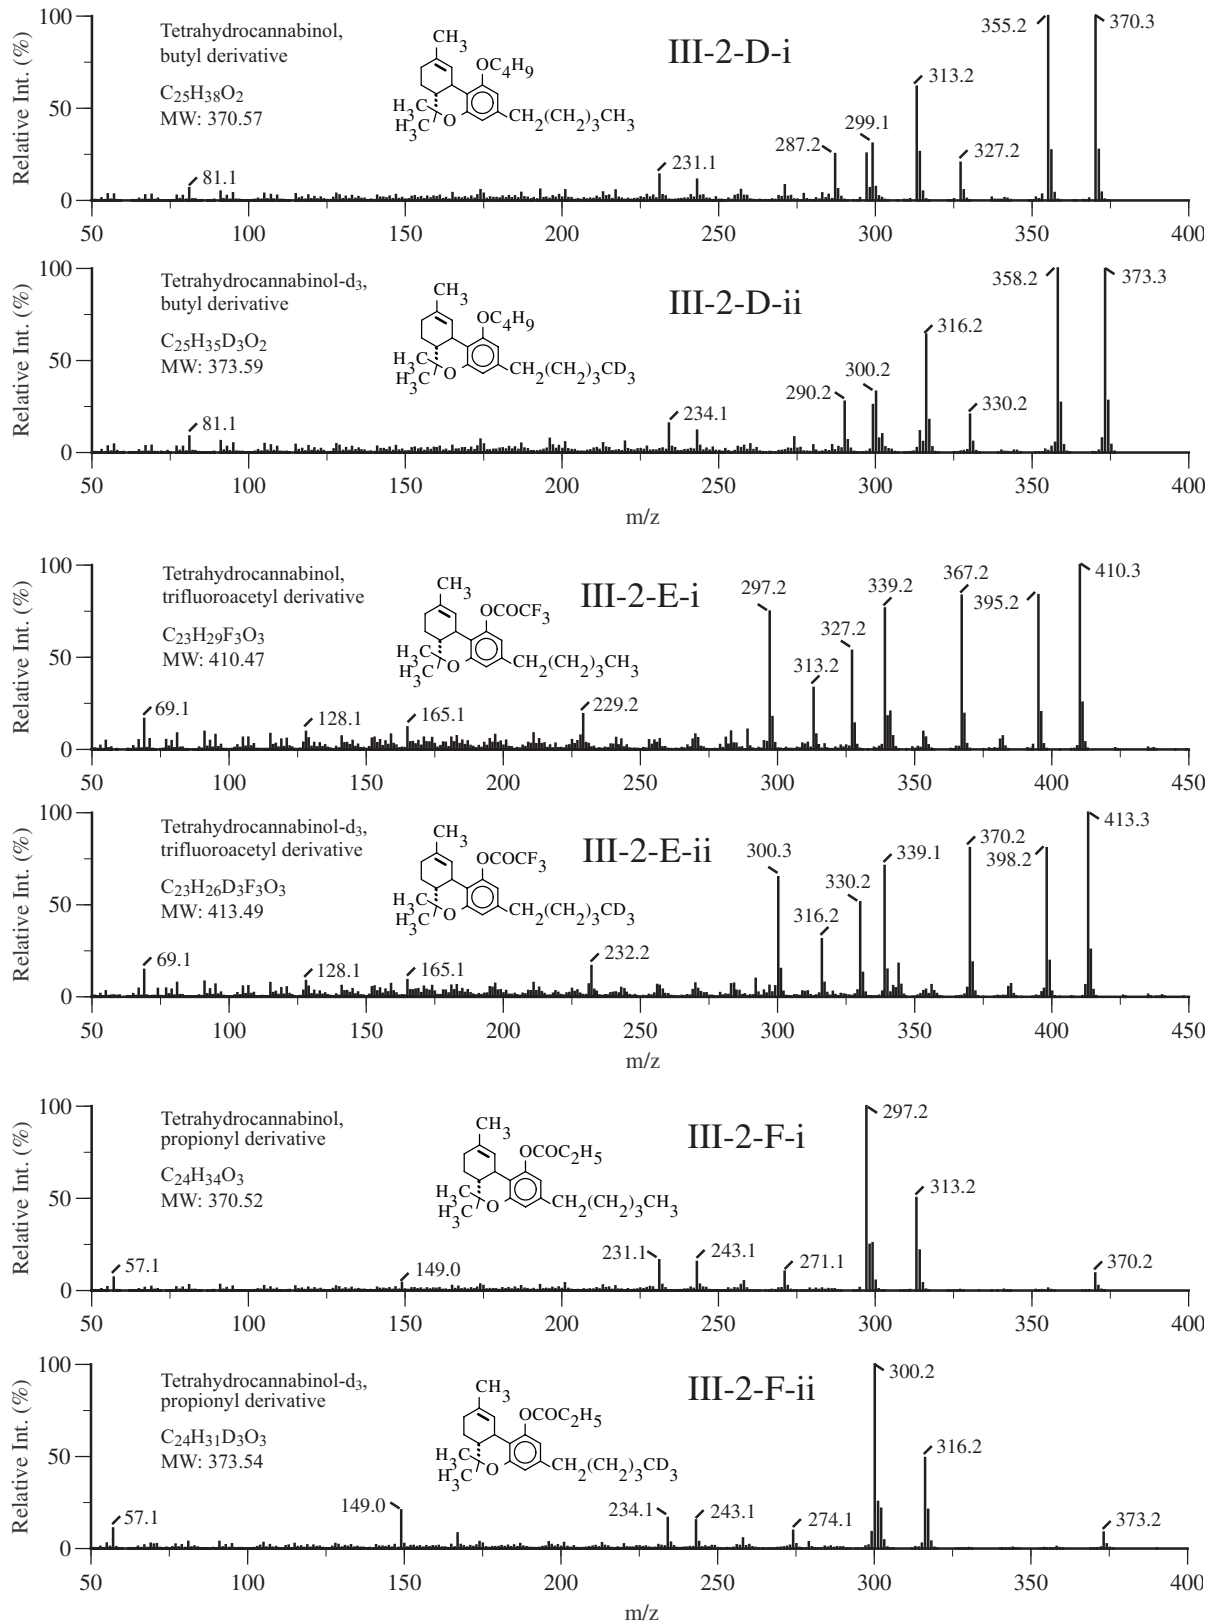 Relative Int. (%)
100
50
0
Tetrahydrocannabinol,
butyl derivative
C25H38O2
MW: 370.57
III-2-D-i
CH3
OC4H9
H3C
H3C
O
CH2(CH2)3CH3
81.1
231.1
287.2
299.1
313.2
327.2
355.2
370.3
50 100 150 200 250 300 350 400
Relative Int. (%)
100
50
0
Tetrahydrocannabinol-d3,
butyl derivative
C25H35D3O2
MW: 373.59
III-2-D-ii
CH3
OC4H9
H3C
H3C
O
CH2(CH2)3CD3
81.1
234.1
290.2
300.2
316.2
330.2
358.2
373.3
50 100 150 200 250 300 350 400
m/z
Relative Int. (%)
100
50
0
Tetrahydrocannabinol,
trifluoroacetyl derivative
C23H29F3O3
MW: 410.47
III-2-E-i
CH3
OCOCF3
H3C
H3C
O
CH2(CH2)3CH3
69.1
128.1
165.1
229.2
297.2
313.2
327.2
339.2
367.2
395.2
410.3
50 100 150 200 250 300 350 400 450
Relative Int. (%)
100
50
0
Tetrahydrocannabinol-d3,
trifluoroacetyl derivative
C23H26D3F3O3
MW: 413.49
III-2-E-ii
CH3
OCOCF3
H3C
H3C
O
CH2(CH2)3CD3
69.1
128.1
165.1
232.2
300.3
316.2
330.2
339.1
370.2
398.2
413.3
50 100 150 200 250 300 350 400 450
m/z
Relative Int. (%)
100
50
0
Tetrahydrocannabinol,
propionyl derivative
C24H34O3
MW: 370.52
III-2-F-i
CH3
OCOC2H5
H3C
H3C
O
CH2(CH2)3CH3
57.1
149.0
231.1
243.1
271.1
297.2
313.2
370.2
50 100 150 200 250 300 350 400
Relative Int. (%)
100
50
0
Tetrahydrocannabinol-d3,
propionyl derivative
C24H31D3O3
MW: 373.54
III-2-F-ii
CH3
OCOC2H5
H3C
H3C
O
CH2(CH2)3CD3
57.1
149.0
234.1
243.1
274.1
300.2
316.2
373.2
50 100 150 200 250 300 350 400
m/z